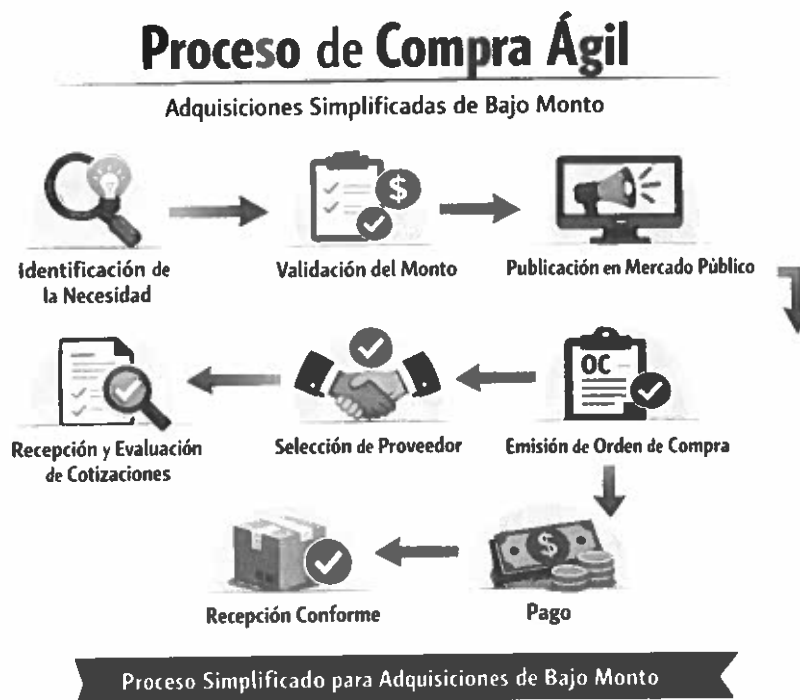 Proceso de Compra Ágil
Adquisiciones Simplificadas de Bajo Monto
$
Identificación de
la Necesidad
Validación del Monto
Publicación en Mercado Público
OC
Recepción y Evaluación
de Cotizaciones
Selección de Proveedor
Emisión de Orden de Compra
$
Recepción Conforme
Pago
Proceso Simplificado para Adquisiciones de Bajo Monto